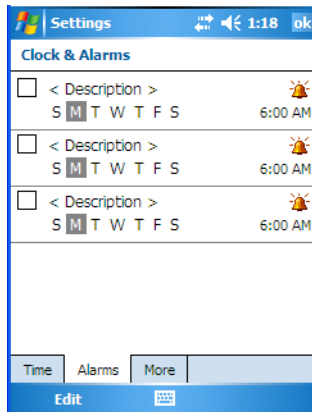 Settings 1:18 ok
Clock & Alarms
< Description >
S M T W T F S 6:00 AM
< Description >
S M T W T F S 6:00 AM
< Description >
S M T W T F S 6:00 AM
Time Alarms More
Edit